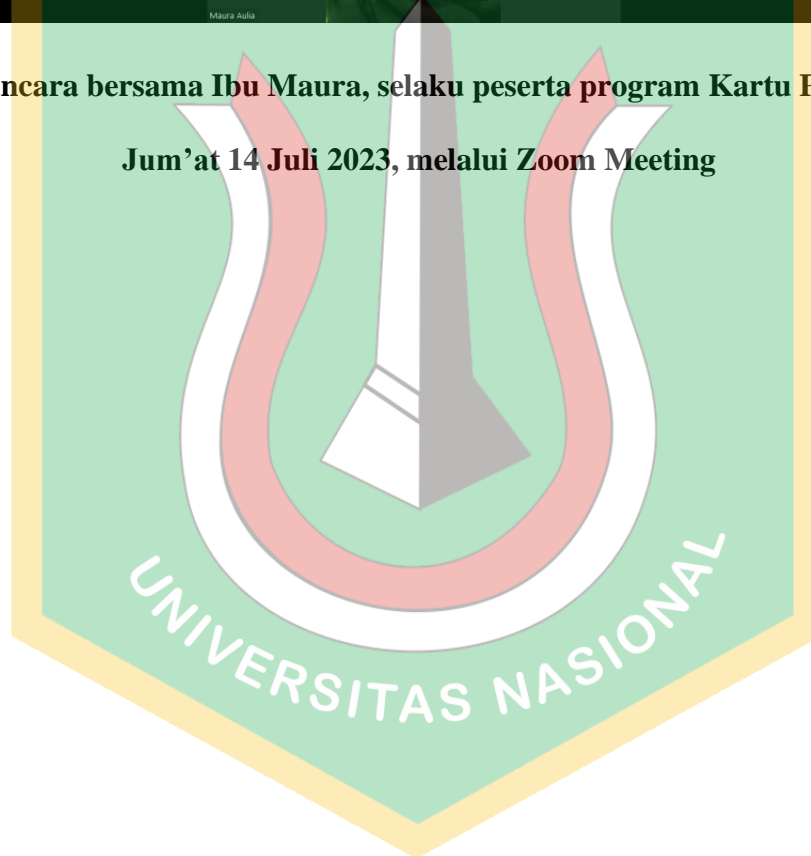 Maura Aulia
ncara bersama Ibu Maura, selaku peserta program Kartu P
Jum’at 14 Juli 2023, melalui Zoom Meeting
UNIVERSITAS NASIONAL